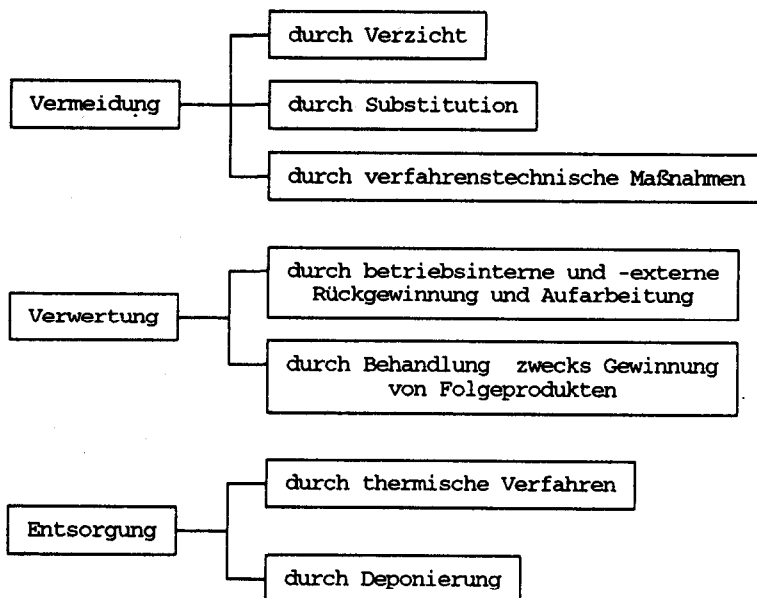 durch Verzicht
Vermeidung
durch Substitution
durch verfahrenstechnische Maßnahmen
durch betriebsinterne und -externe
Rückgewinnung und Aufarbeitung
Verwertung
durch Behandlung zwecks Gewinnung
von Folgeprodukten
durch thermische Verfahren
Entsorgung
durch Deponierung